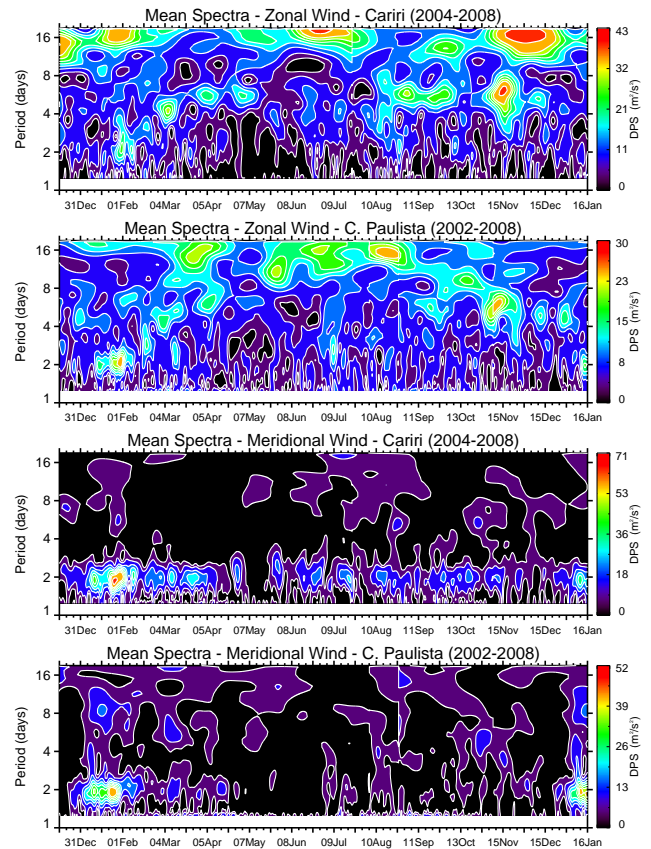 Mean Spectra - Zonal Wind - Cariri (2004-2008)
16
8
4
2
1
Period (days)
31Dec 01Feb 04Mar 05Apr 07May 08Jun 09Jul 10Aug 11Sep 13Oct 15Nov 15Dec 16Jan
43
32
21
11
0
DPS (m²/s²)
Mean Spectra - Zonal Wind - C. Paulista (2002-2008)
16
8
4
2
1
Period (days)
31Dec 01Feb 04Mar 05Apr 07May 08Jun 09Jul 10Aug 11Sep 13Oct 15Nov 15Dec 16Jan
30
23
15
8
0
DPS (m²/s²)
Mean Spectra - Meridional Wind - Cariri (2004-2008)
16
8
4
2
1
Period (days)
31Dec 01Feb 04Mar 05Apr 07May 08Jun 09Jul 10Aug 11Sep 13Oct 15Nov 15Dec 16Jan
71
53
36
18
0
DPS (m²/s²)
Mean Spectra - Meridional Wind - C. Paulista (2002-2008)
16
8
4
2
1
Period (days)
31Dec 01Feb 04Mar 05Apr 07May 08Jun 09Jul 10Aug 11Sep 13Oct 15Nov 15Dec 16Jan
52
39
26
13
0
DPS (m²/s²)